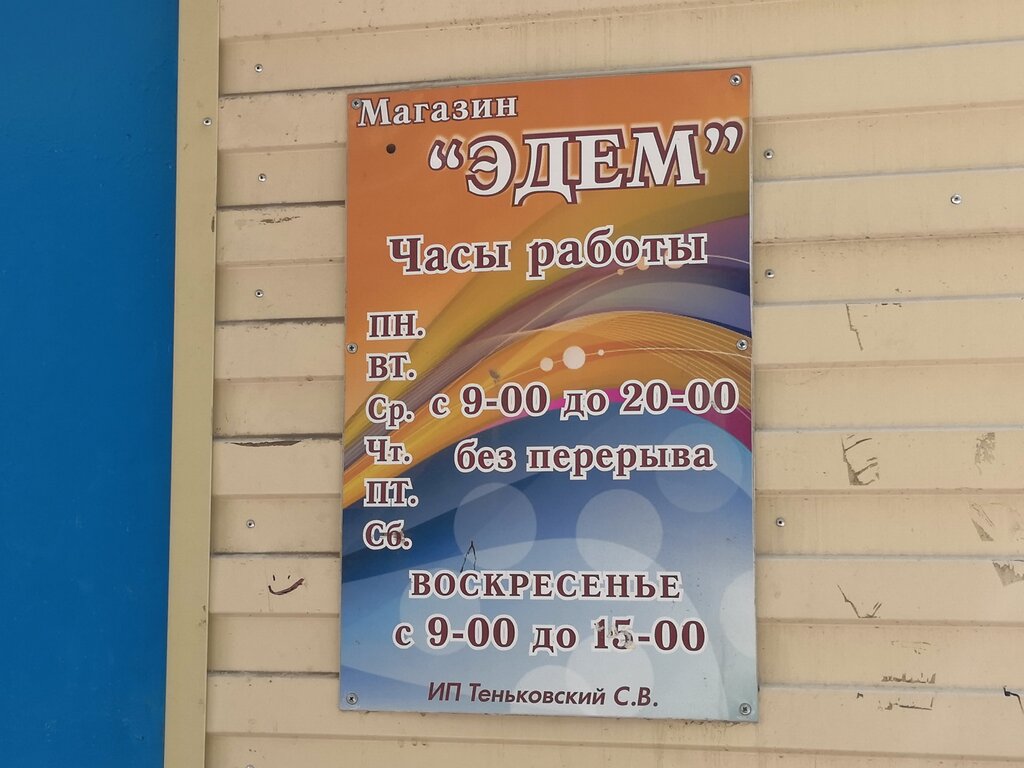 Магазин
“ЭДЕМ”
Часы работы
ПН.
ВТ.
Ср. с 9-00 до 20-00
Чт. без перерыва
ПТ.
Сб.
ВОСКРЕСЕНЬЕ
с 9-00 до 15-00
ИП Теньковский С.В.